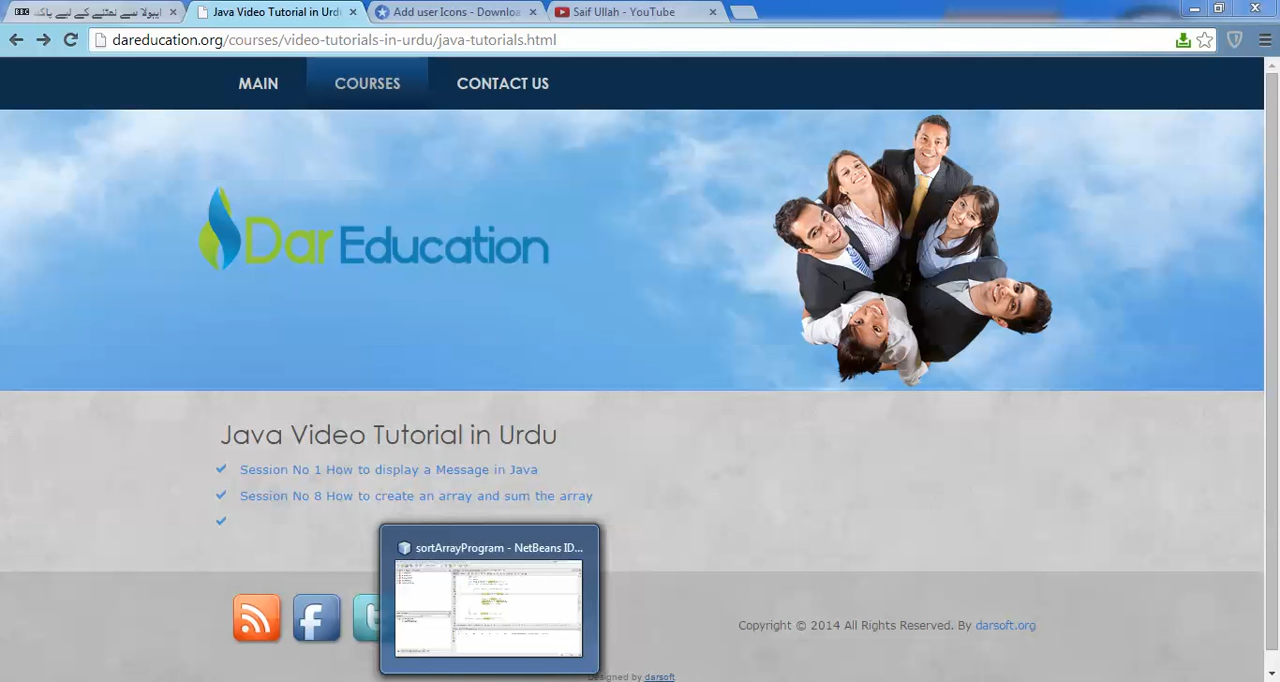 BBC ایبولا سے نمٹنے کے لیے پاک
Java Video Tutorial in Urd
Add user Icons - Downloa
Saif Ullah - YouTube
dareducation.org/courses/video-tutorials-in-urdu/java-tutorials.html
MAIN COURSES CONTACT US
Dar Education
Java Video Tutorial in Urdu
Session No 1 How to display a Message in Java
Session No 8 How to create an array and sum the array
sortArrayProgram - NetBeans ID...
Copyright © 2014 All Rights Reserved. By darsoft.org
Designed by darsoft.